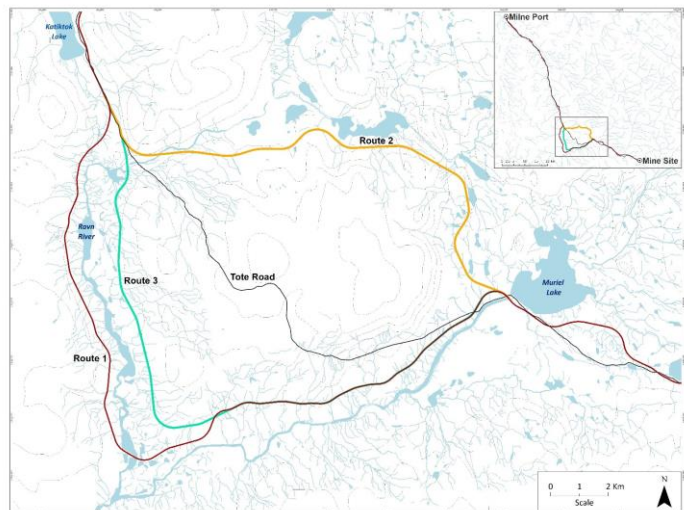 Katiktok
Lake
Milne Port
Mine Site
Route 2
Ravn
River
Route 3
Tote Road
Muriel
Lake
Route 1
N
0 1 2 Km
Scale